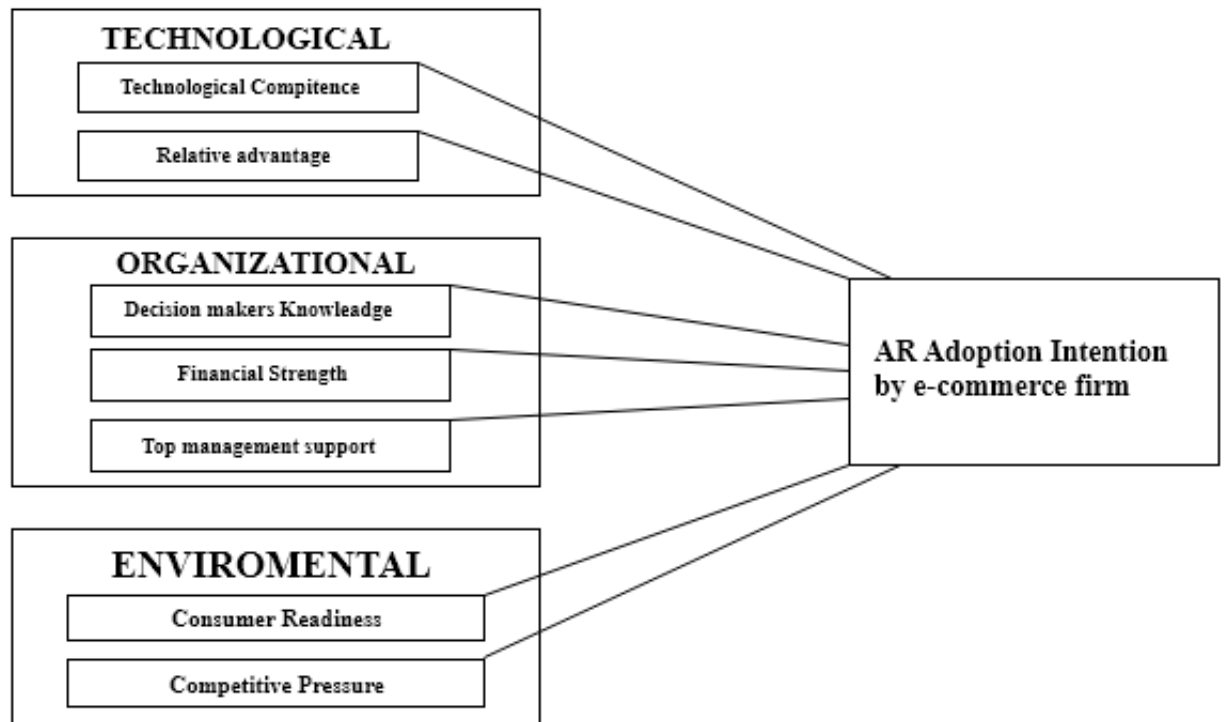 TECHNOLOGICAL
Technological Compitence
Relative advantage
ORGANIZATIONAL
Decision makers Knowleadge
Financial Strength
Top management support
ENVIROMENTAL
Consumer Readiness
Competitive Pressure
AR Adoption Intention
by e-commerce firm